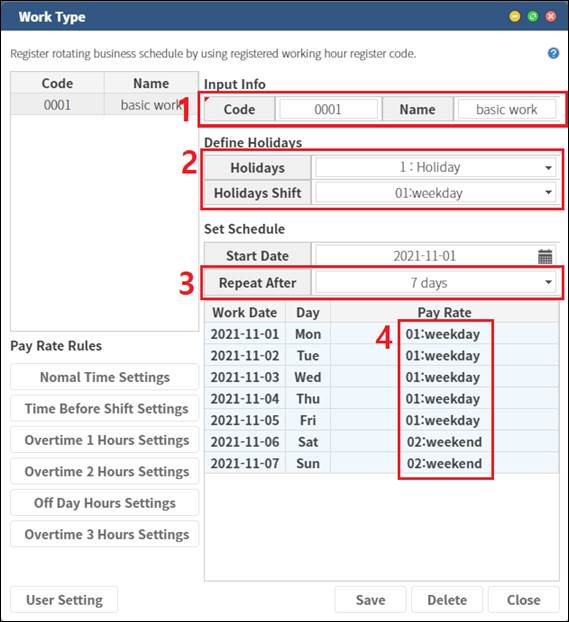 Work Type
Register rotating business schedule by using registered working hour register code.
?
Code Name
0001 basic work
Input Info
1 Code 0001 Name basic work
Define Holidays
2 Holidays 1 : Holiday
Holidays Shift 01:weekday
Set Schedule
Start Date 2021-11-01
3 Repeat After 7 days
Work Date Day Pay Rate
4
2021-11-01 Mon 01:weekday
2021-11-02 Tue 01:weekday
2021-11-03 Wed 01:weekday
2021-11-04 Thu 01:weekday
2021-11-05 Fri 01:weekday
2021-11-06 Sat 02:weekend
2021-11-07 Sun 02:weekend
Pay Rate Rules
Nomal Time Settings
Time Before Shift Settings
Overtime 1 Hours Settings
Overtime 2 Hours Settings
Off Day Hours Settings
Overtime 3 Hours Settings
User Setting Save Delete Close